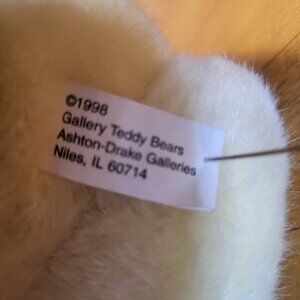 ©1998
Gallery Teddy Bears
Ashton-Drake Galleries
Niles, IL 60714